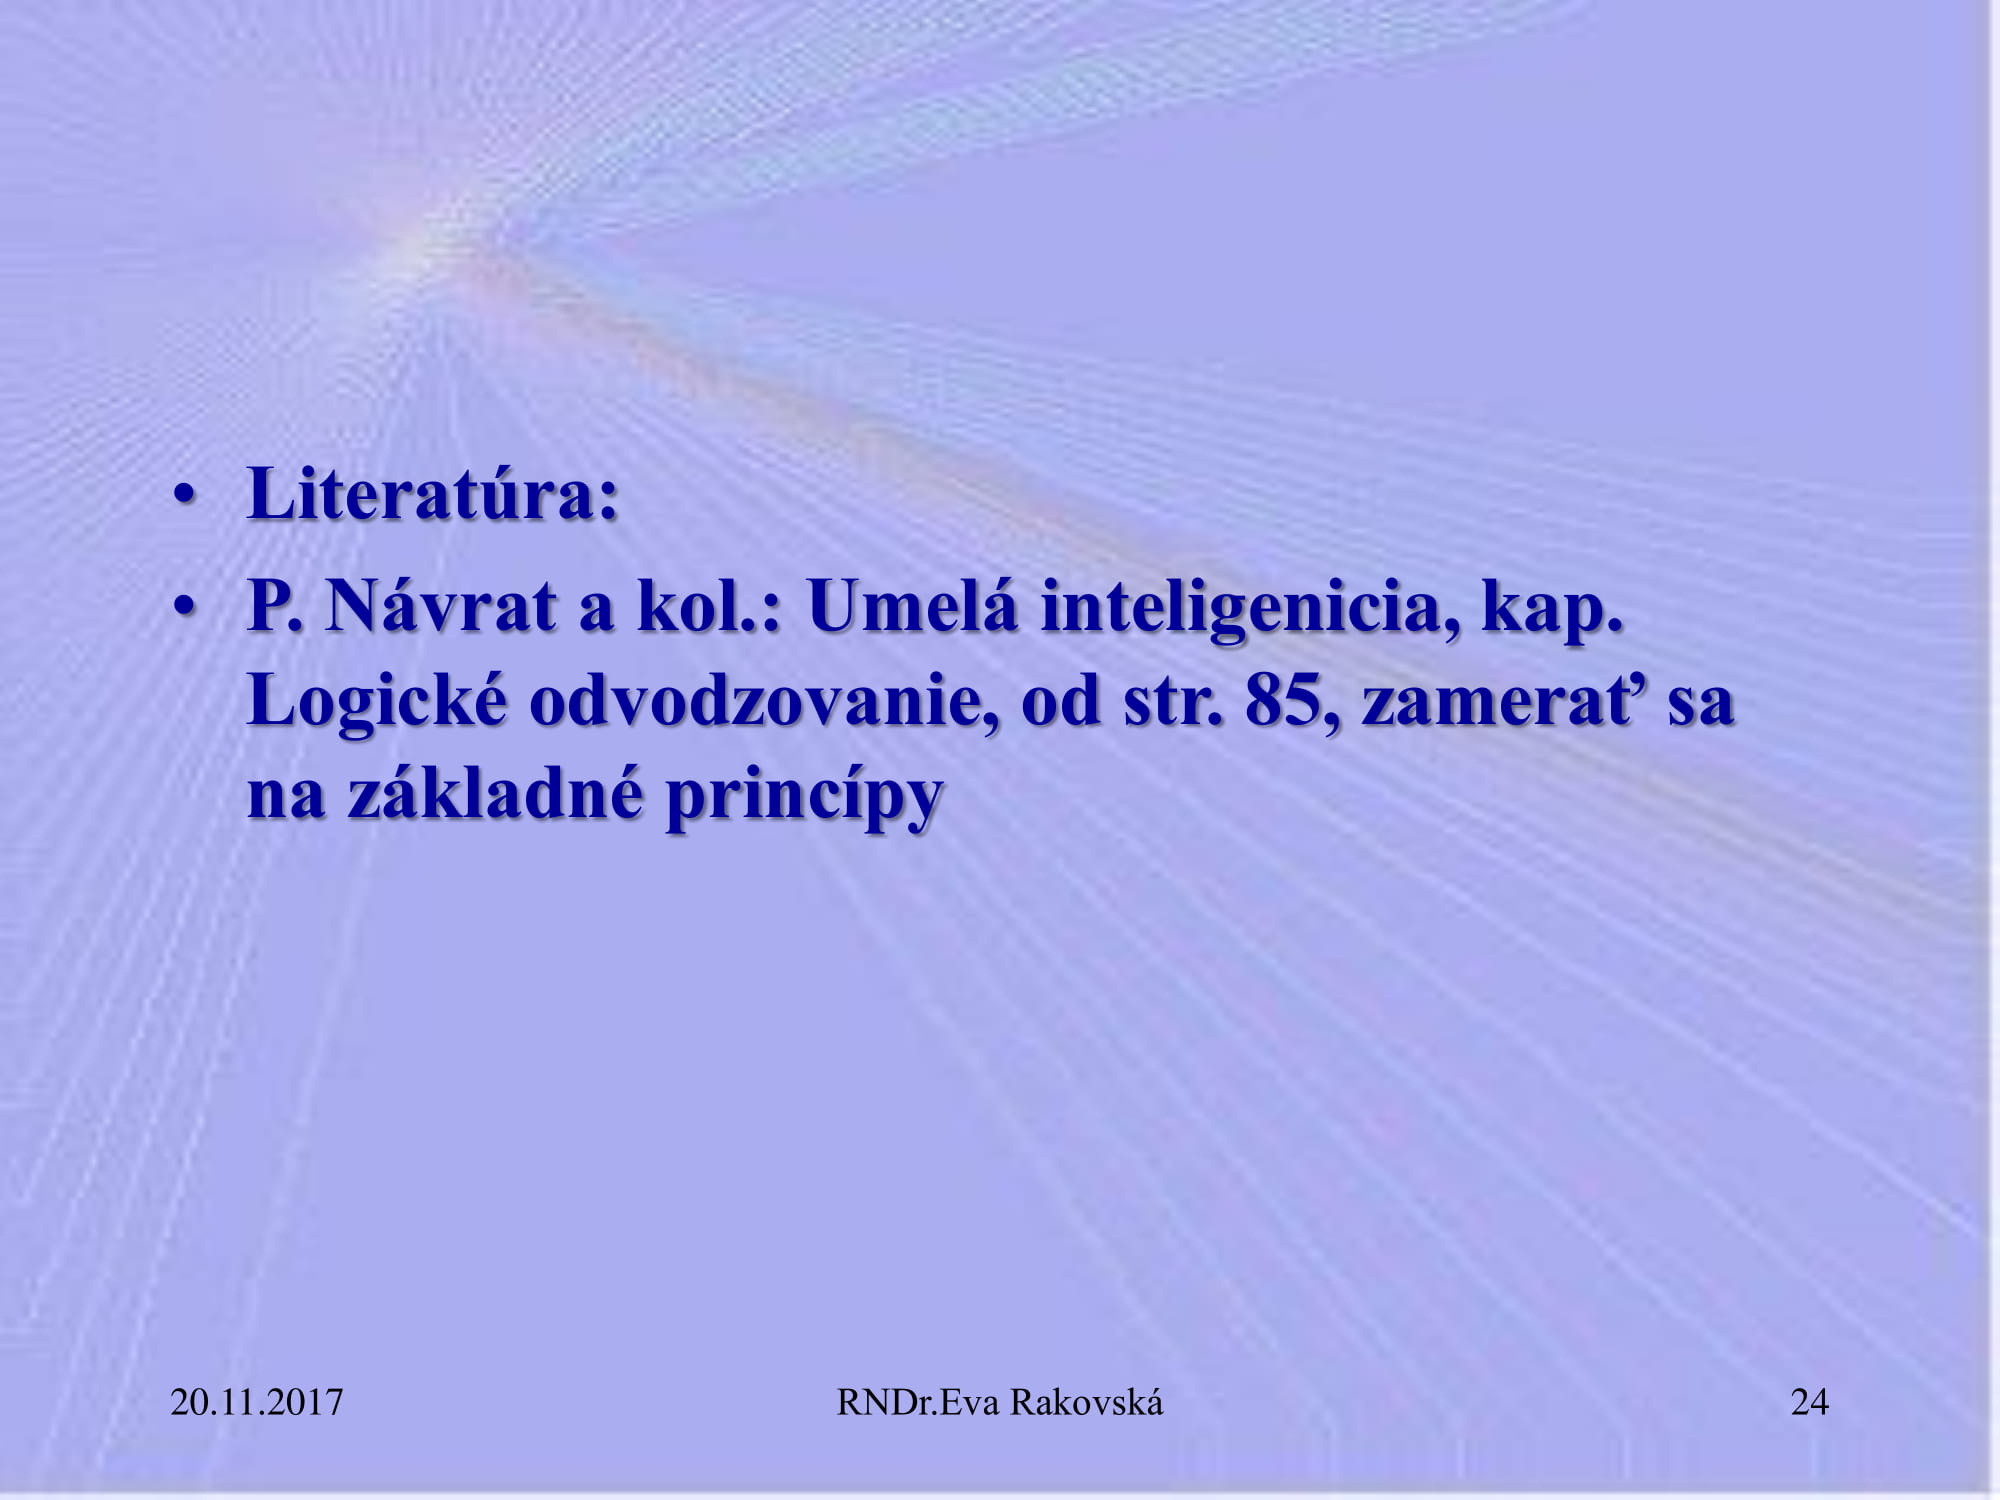 • Literatúra:
• P. Návrat a kol.: Umelá inteligenicia, kap.
Logické odvodzovanie, od str. 85, zamerať sa
na základné princípy
20.11.2017
RNDr.Eva Rakovská
24